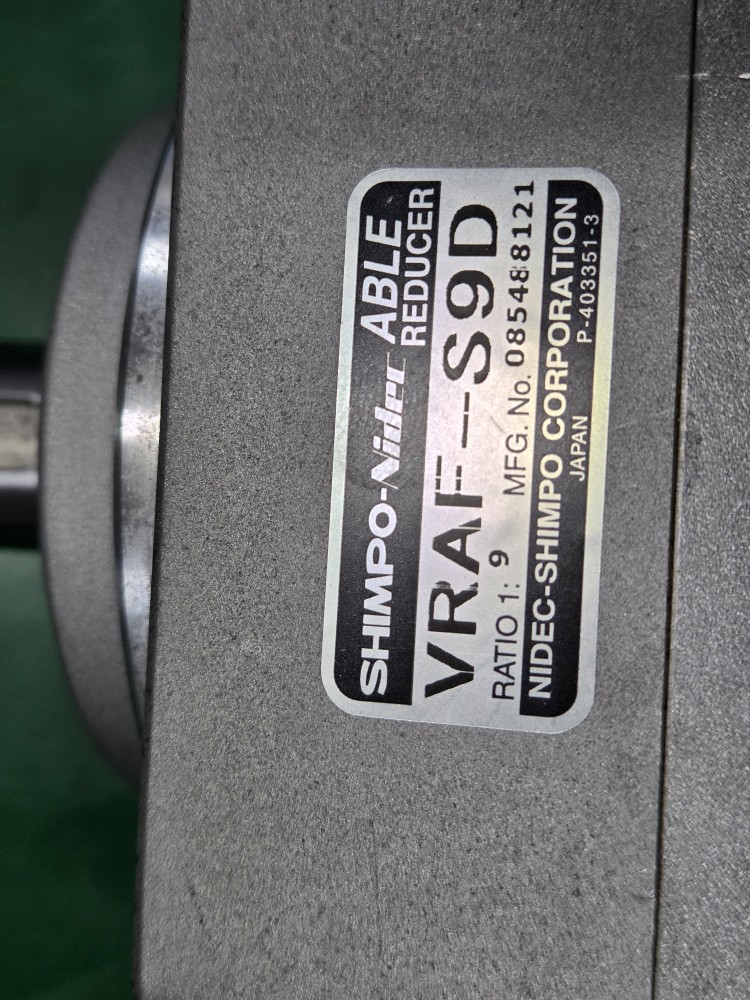 SHIMPO-Nidec ABLE REDUCER
VRAF-S9D
RATIO 1: 9 MFG. No. 085488121
NIDEC-SHIMPO CORPORATION
JAPAN P-403351-3